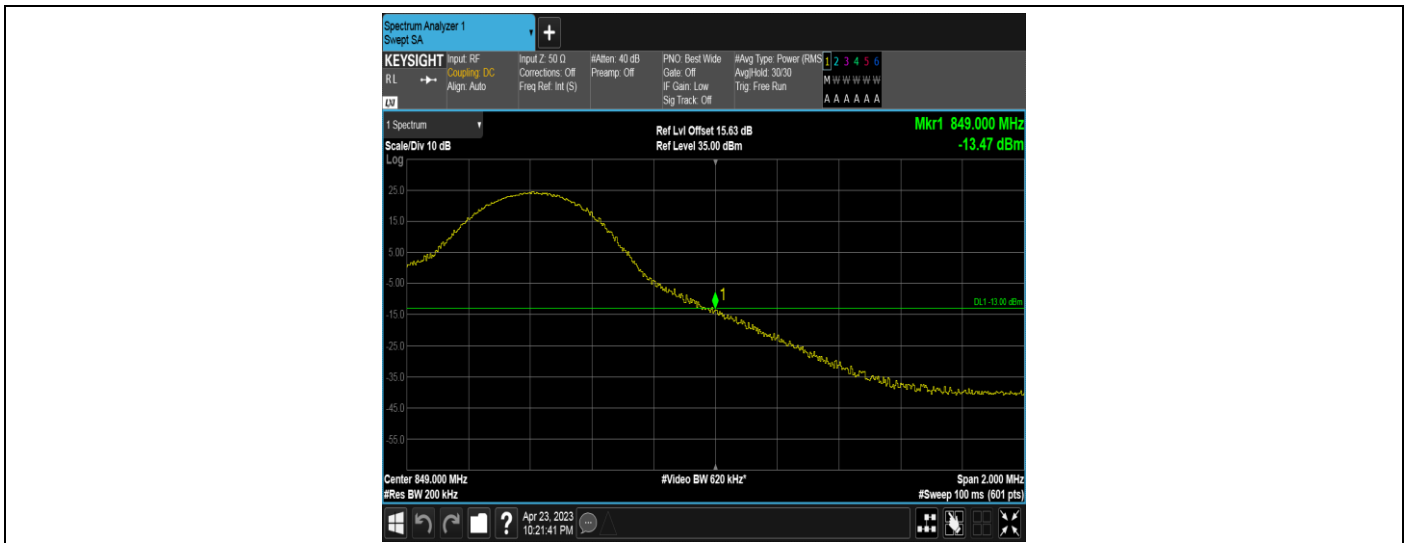 Spectrum Analyzer 1
Swept SA
+
KEYSIGHT
RL
LXI
Input: RF
Coupling: DC
Align: Auto
Input Z: 50 Ω
Corrections: Off
Freq Ref: Int (S)
#Atten: 40 dB
Preamp: Off
PNO: Best Wide
Gate: Off
IF Gain: Low
Sig Track: Off
#Avg Type: Power (RMS
Avg|Hold: 30/30
Trig: Free Run
1 2 3 4 5 6
M W W W W W
A A A A A A
1 Spectrum
Scale/Div 10 dB
Log
Ref Lvl Offset 15.63 dB
Ref Level 35.00 dBm
Mkr1 849.000 MHz
-13.47 dBm
25.0
15.0
5.00
-5.00
-15.0
-25.0
-35.0
-45.0
-55.0
1
DL1 -13.00 dBm
Center 849.000 MHz
#Res BW 200 kHz
#Video BW 620 kHz*
Span 2.000 MHz
#Sweep 100 ms (601 pts)
?
Apr 23, 2023
10:21:41 PM